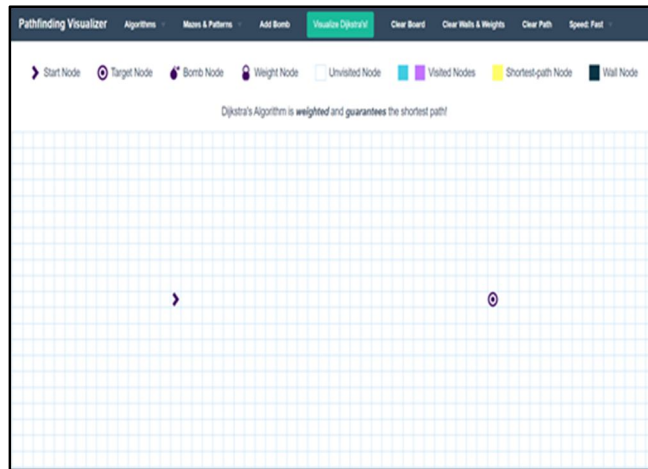 Pathfinding Visualizer Algorithms Mazes & Patterns Add Bomb Visualize Dijkstra's! Clear Board Clear Walls & Weights Clear Path Speed: Fast
Start Node Target Node Bomb Node Weight Node Unvisited Node Visited Nodes Shortest-path Node Wall Node
Dijkstra's Algorithm is weighted and guarantees the shortest path!